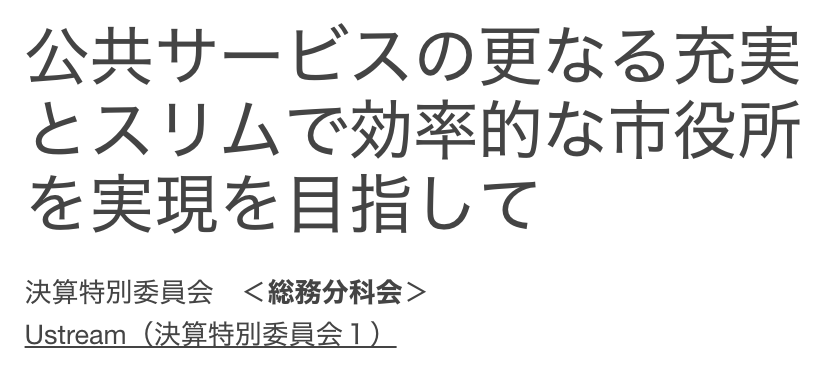 公共サービスの更なる充実
とスリムで効率的な市役所
を実現を目指して
決算特別委員会　＜総務分科会＞
Ustream（決算特別委員会１）